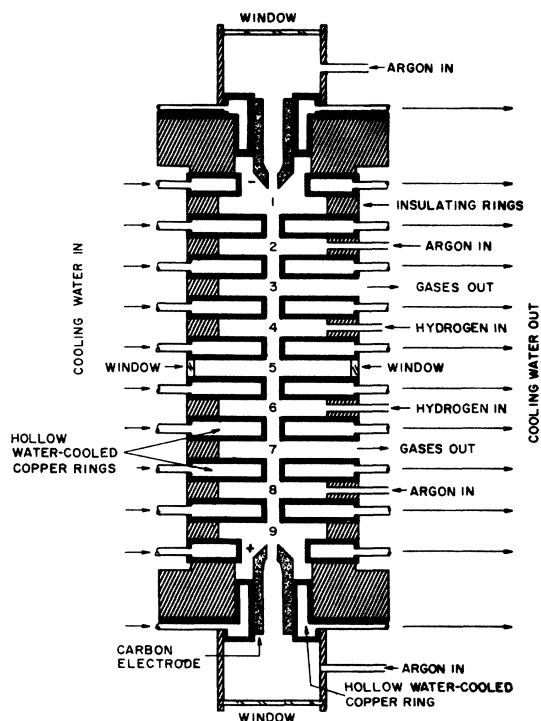 WINDOW
ARGON IN
-
1
INSULATING RINGS
2
ARGON IN
3
GASES OUT
COOLING WATER IN
4
HYDROGEN IN
WINDOW
5
WINDOW
COOLING WATER OUT
6
HYDROGEN IN
HOLLOW
WATER-COOLED
COPPER RINGS
7
GASES OUT
8
ARGON IN
9
+
CARBON
ELECTRODE
ARGON IN
HOLLOW WATER-COOLED
COPPER RING
WINDOW